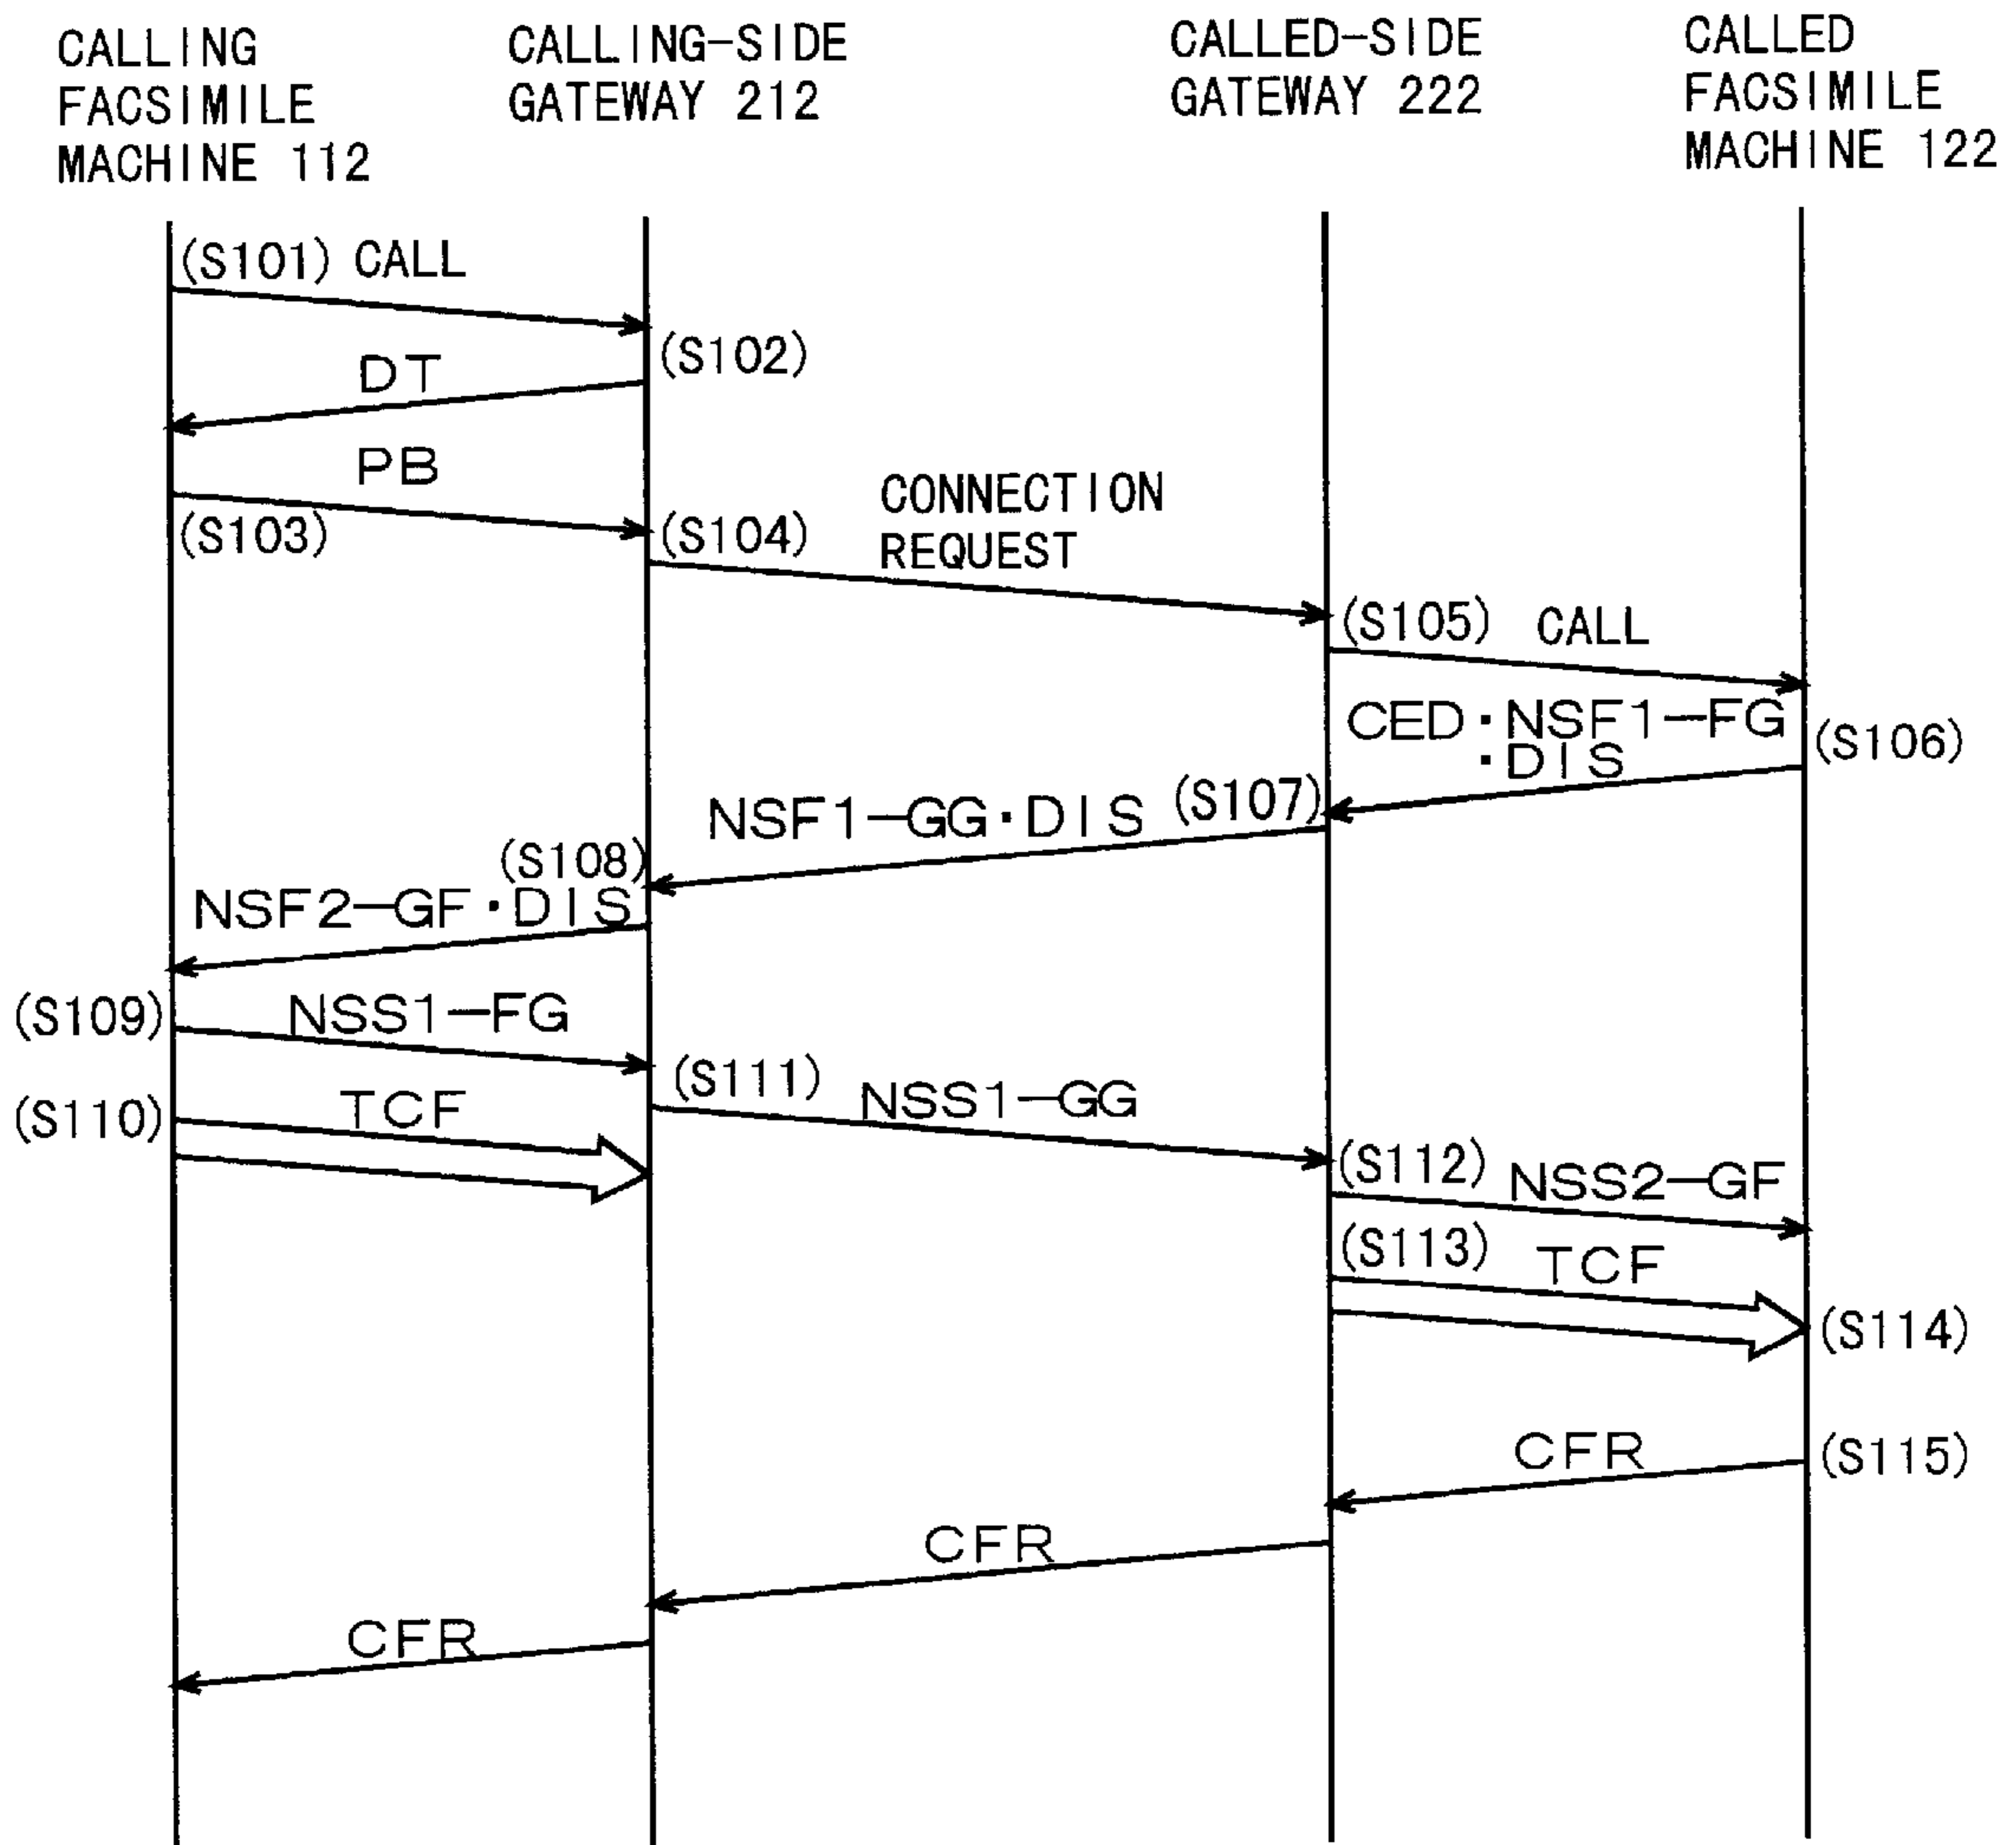 CALLING
FACSIMILE
MACHINE 112
CALLING-SIDE
GATEWAY 212
CALLED-SIDE
GATEWAY 222
CALLED
FACSIMILE
MACHINE 122
(S101) CALL
(S102)
DT
PB
(S103)
(S104)
CONNECTION
REQUEST
(S105) CALL
CED·NSF1-FG
·DIS
(S106)
NSF1-GG·DIS
(S107)
(S108)
NSF2-GF·DIS
(S109)
NSS1-FG
(S110)
TCF
(S111)
NSS1-GG
(S112)
NSS2-GF
(S113)
TCF
(S114)
CFR
(S115)
CFR
CFR